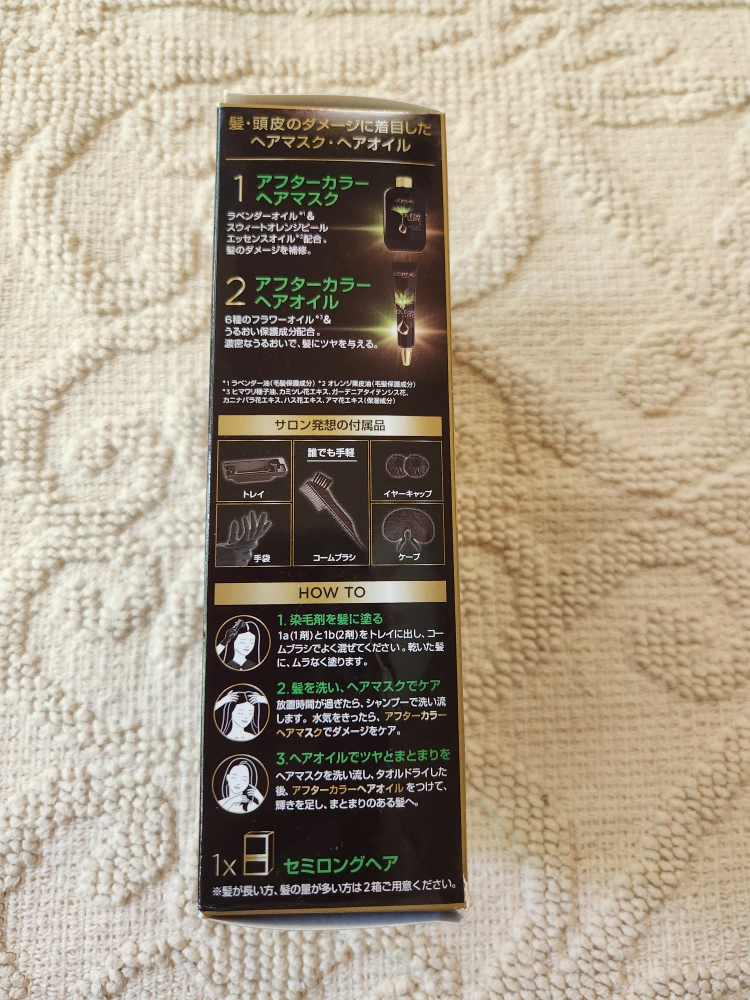 髪・頭皮のダメージに着目した
ヘアマスク・ヘアオイル
1 アフターカラー
ヘアマスク
ラベンダーオイル*1&
スウィートオレンジピール
エッセンスオイル*2配合。
髪のダメージを補修。
L'ORÉAL
2 アフターカラー
ヘアオイル
6種のフラワーオイル*3&
うるおい保護成分配合。
濃密なうるおいで、髪にツヤを与える。
L'ORÉAL
*1 ラベンダー油(毛髪保護成分) *2 オレンジ果皮油(毛髪保護成分)
*3 ヒマワリ種子油、カミツレ花エキス、ガーデニアタイテンシス花、
カニナバラ花エキス、ハス花エキス、アマ花エキス(保湿成分)
サロン発想の付属品
トレイ
誰でも手軽
イヤーキャップ
手袋
コームブラシ
ケープ
HOW TO
1. 染毛剤を髪に塗る
1a(1剤)と1b(2剤)をトレイに出し、コー
ムブラシでよく混ぜてください。乾いた髪
に、ムラなく塗ります。
2. 髪を洗い、ヘアマスクでケア
放置時間が過ぎたら、シャンプーで洗い流
します。水気をきったら、アフターカラー
ヘアマスクでダメージをケア。
3. ヘアオイルでツヤとまとまりを
ヘアマスクを洗い流し、タオルドライした
後、アフターカラーヘアオイルをつけて、
輝きを足し、まとまりのある髪へ。
1x セミロングヘア
※髪が長い方、髪の量が多い方は2箱ご用意ください。